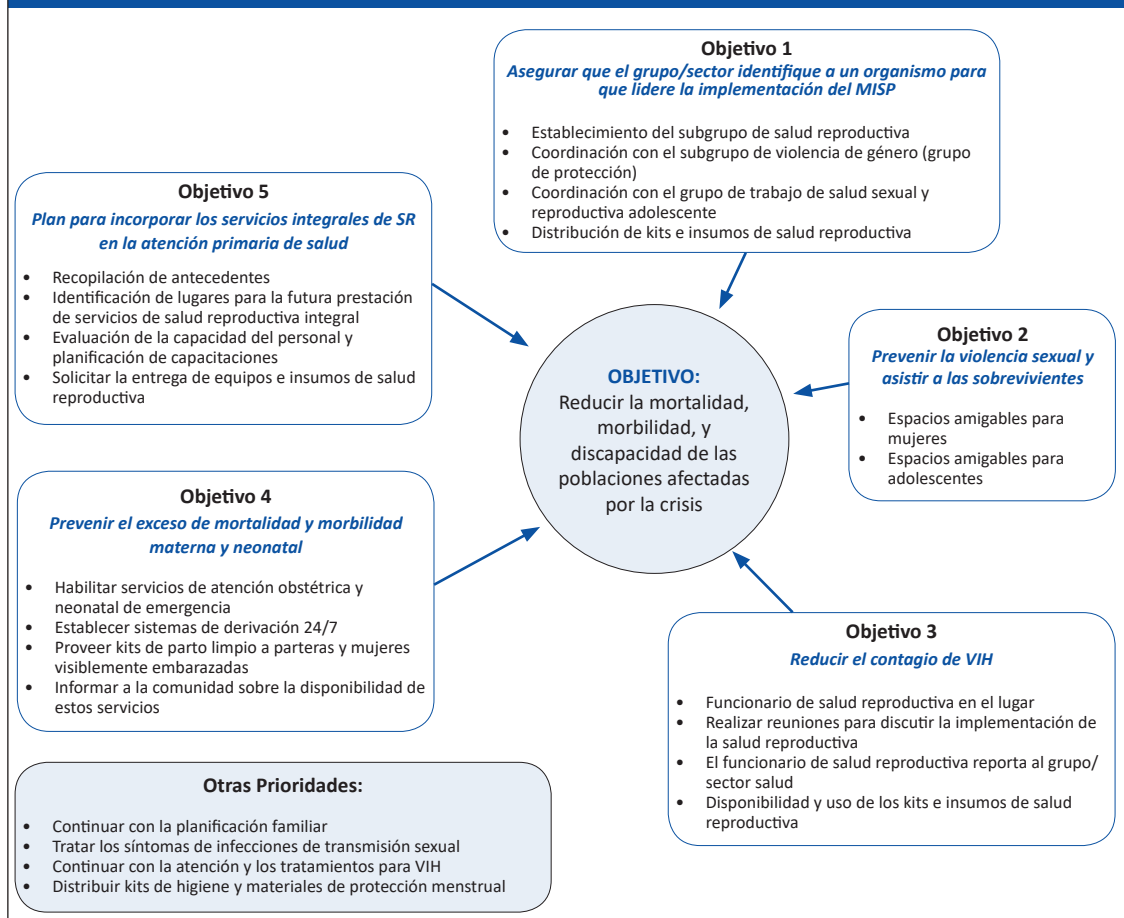 Objetivo 1
Asegurar que el grupo/sector identifique a un organismo para
que lidere la implementación del MISP
• Establecimiento del subgrupo de salud reproductiva
• Coordinación con el subgrupo de violencia de género (grupo
de protección)
• Coordinación con el grupo de trabajo de salud sexual y
reproductiva adolescente
• Distribución de kits e insumos de salud reproductiva
Objetivo 5
Plan para incorporar los servicios integrales de SR
en la atención primaria de salud
• Recopilación de antecedentes
• Identificación de lugares para la futura prestación
de servicios de salud reproductiva integral
• Evaluación de la capacidad del personal y
planificación de capacitaciones
• Solicitar la entrega de equipos e insumos de salud
reproductiva
OBJETIVO:
Reducir la mortalidad,
morbilidad, y
discapacidad de las
poblaciones afectadas
por la crisis
Objetivo 2
Prevenir la violencia sexual y
asistir a las sobrevivientes
• Espacios amigables para
mujeres
• Espacios amigables para
adolescentes
Objetivo 4
Prevenir el exceso de mortalidad y morbilidad
materna y neonatal
• Habilitar servicios de atención obstétrica y
neonatal de emergencia
• Establecer sistemas de derivación 24/7
• Proveer kits de parto limpio a parteras y mujeres
visiblemente embarazadas
• Informar a la comunidad sobre la disponibilidad de
estos servicios
Objetivo 3
Reducir el contagio de VIH
• Funcionario de salud reproductiva en el lugar
• Realizar reuniones para discutir la implementación de
la salud reproductiva
• El funcionario de salud reproductiva reporta al grupo/
sector salud
• Disponibilidad y uso de los kits e insumos de salud
reproductiva
Otras Prioridades:
• Continuar con la planificación familiar
• Tratar los síntomas de infecciones de transmisión sexual
• Continuar con la atención y los tratamientos para VIH
• Distribuir kits de higiene y materiales de protección menstrual